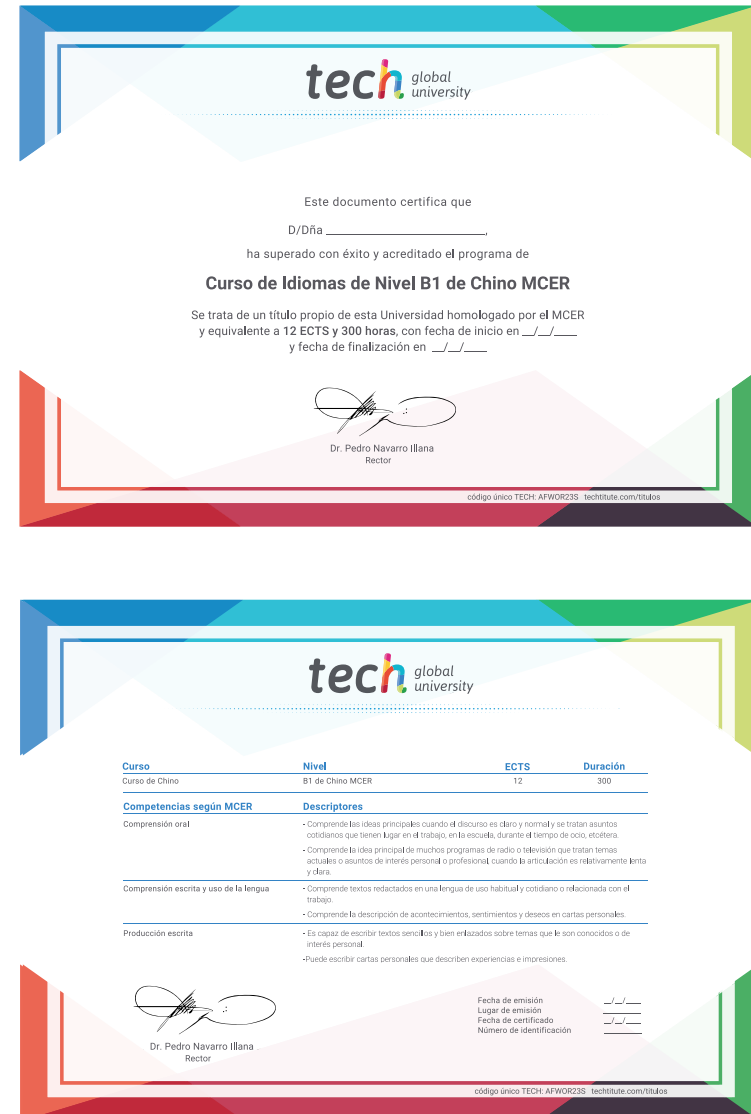 tech global
university
Este documento certifica que
D/Dña ____________________,
ha superado con éxito y acreditado el programa de
Curso de Idiomas de Nivel B1 de Chino MCER
Se trata de un título propio de esta Universidad homologado por el MCER
y equivalente a 12 ECTS y 300 horas, con fecha de inicio en __/__/____
y fecha de finalización en __/__/____
Dr. Pedro Navarro Illana
Rector
código único TECH: AFWOR23S techtitute.com/titulos
tech global
university
Curso Nivel ECTS Duración
Curso de Chino B1 de Chino MCER 12 300
Competencias según MCER Descriptores
Comprensión oral - Comprende las ideas principales cuando el discurso es claro y normal y se tratan asuntos
cotidianos que tienen lugar en el trabajo, en la escuela, durante el tiempo de ocio, etcétera.
- Comprende la idea principal de muchos programas de radio o televisión que tratan temas
actuales o asuntos de interés personal o profesional, cuando la articulación es relativamente lenta
y clara.
Comprensión escrita y uso de la lengua - Comprende textos redactados en una lengua de uso habitual y cotidiano o relacionada con el
trabajo.
- Comprende la descripción de acontecimientos, sentimientos y deseos en cartas personales.
Producción escrita - Es capaz de escribir textos sencillos y bien enlazados sobre temas que le son conocidos o de
interés personal.
-Puede escribir cartas personales que describen experiencias e impresiones.
Fecha de emisión __/__/____
Lugar de emisión ________
Fecha de certificado __/__/____
Número de identificación ________
Dr. Pedro Navarro Illana
Rector
código único TECH: AFWOR23S techtitute.com/titulos